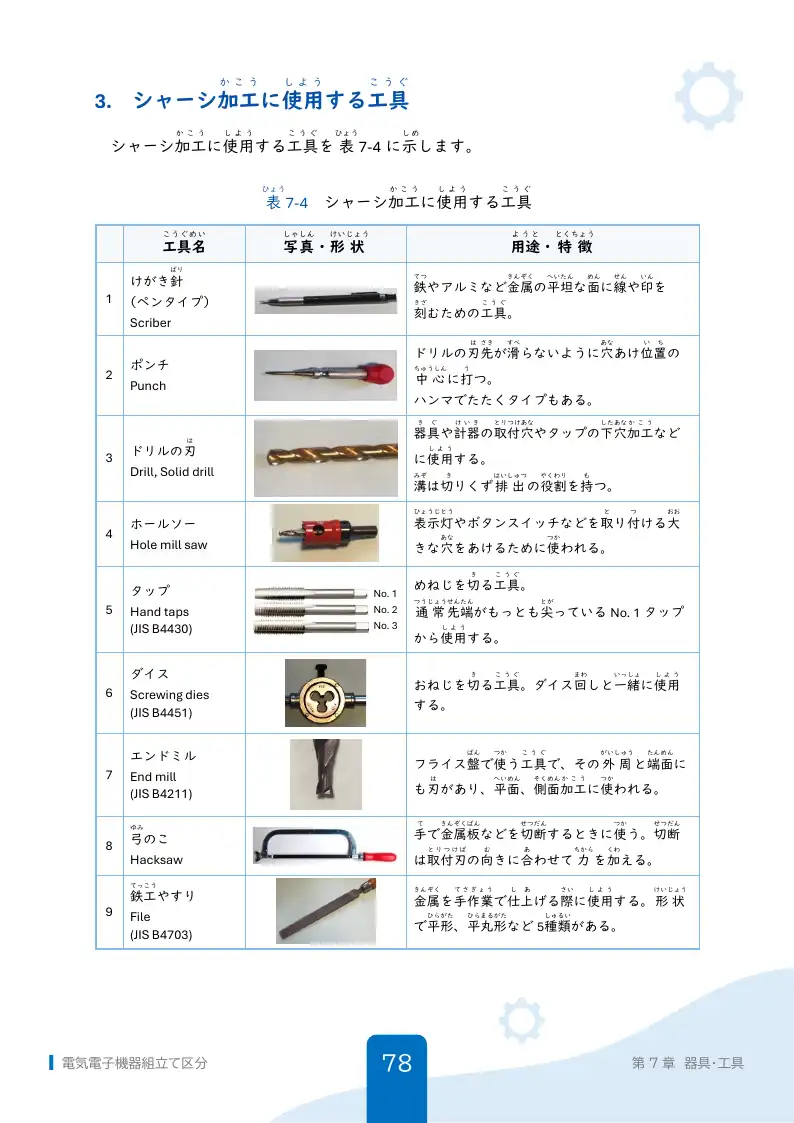 3. シャーシ加工に使用する工具
シャーシ加工に使用する工具を表 7-4 に示します。
表 7-4 シャーシ加工に使用する工具
工具名 写真・形状 用途・特徴
1
けがき針
（ペンタイプ）
Scriber
鉄やアルミなど金属の平坦な面に線や印を
刻むための工具。
2
ポンチ
Punch
ドリルの刃先が滑らないように穴あけ位置の
中心に打つ。
ハンマでたたくタイプもある。
3
ドリルの刃
Drill, Solid drill
器具や計器の取付穴やタップの下穴加工など
に使用する。
溝は切りくず排出の役割を持つ。
4
ホールソー
Hole mill saw
表示灯やボタンスイッチなどを取り付ける大
きな穴をあけるために使われる。
5
タップ
Hand taps
(JIS B4430)
No. 1
No. 2
No. 3
めねじを切る工具。
通常先端がもっとも尖っている No. 1 タップ
から使用する。
6
ダイス
Screwing dies
(JIS B4451)
おねじを切る工具。ダイス回しと一緒に使用
する。
7
エンドミル
End mill
(JIS B4211)
フライス盤で使う工具で、その外周と端面に
も刃があり、平面、側面加工に使われる。
8
弓のこ
Hacksaw
手で金属板などを切断するときに使う。切断
は取付刃の向きに合わせて力を加える。
9
鉄工やすり
File
(JIS B4703)
金属を手作業で仕上げる際に使用する。形状
で平形、平丸形など 5種類がある。
電気電子機器組立て区分
78
第 7 章 器具・工具